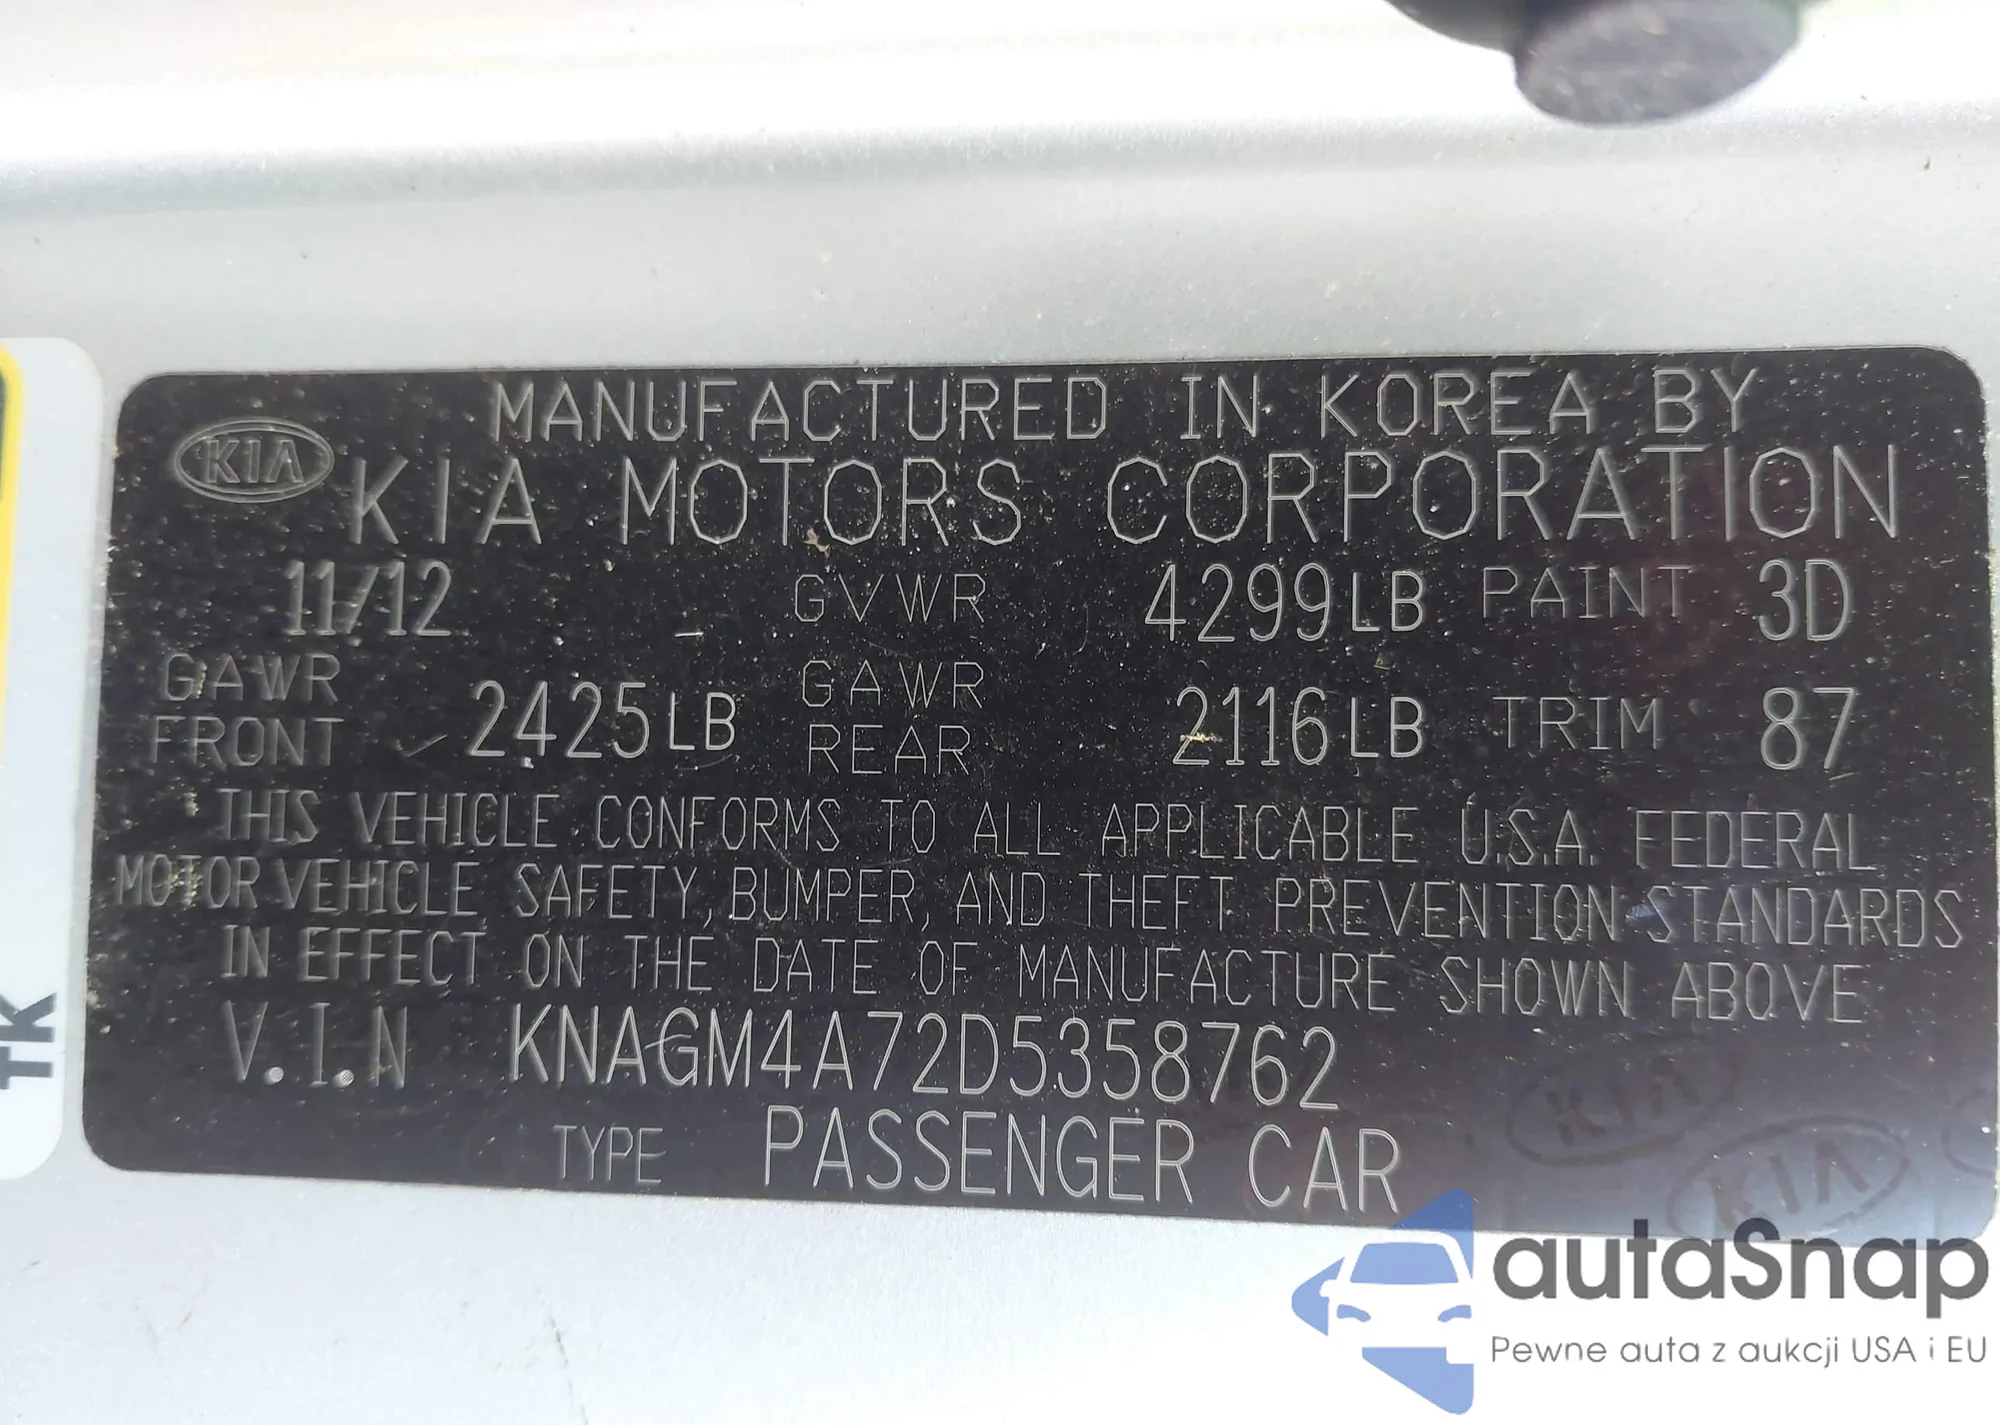 MANUFACTURED IN KOREA BY
KIA KIA MOTORS CORPORATION
11/12 GVWR 4299LB PAINT 3D
GAWR FRONT 2425LB GAWR REAR 2116LB TRIM 87
THIS VEHICLE CONFORMS TO ALL APPLICABLE U.S.A. FEDERAL
MOTOR VEHICLE SAFETY, BUMPER, AND THEFT PREVENTION STANDARDS
IN EFFECT ON THE DATE OF MANUFACTURE SHOWN ABOVE
V.I.N KNAGM4A72D5358762
TYPE PASSENGER CAR
KIA
KIA
autaSnap
Pewne auta z aukcji USA i EU